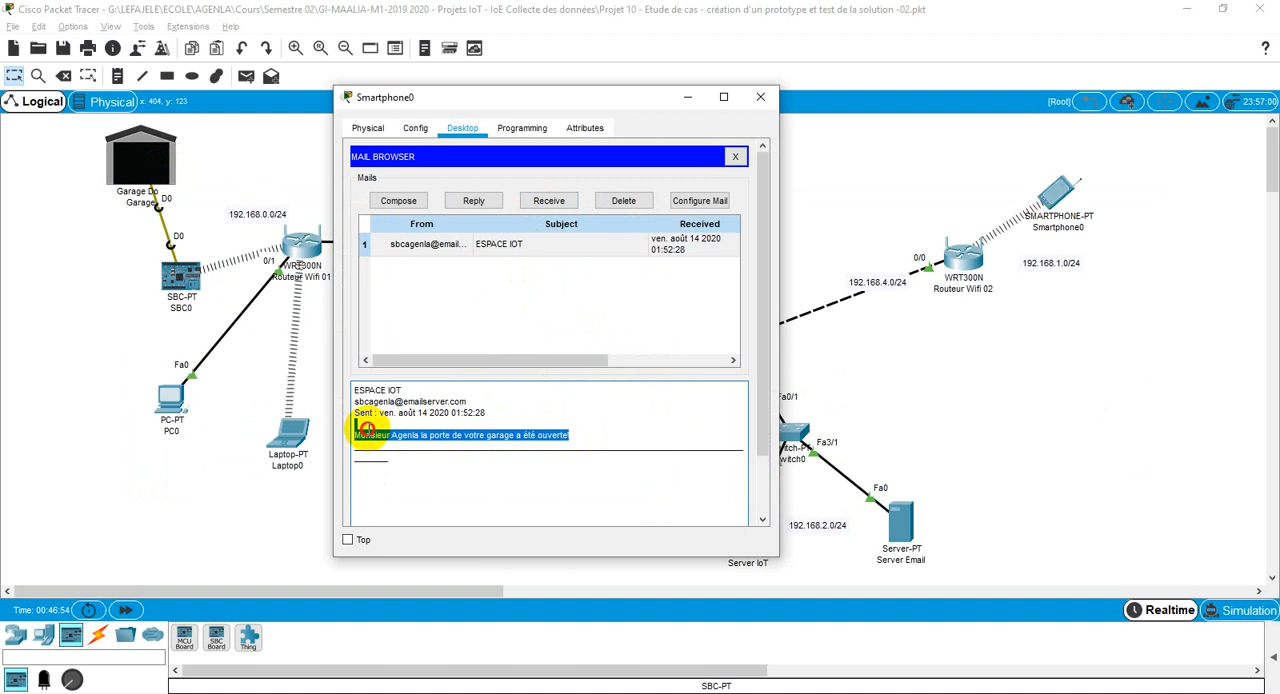 Cisco Packet Tracer - G:\LEFAJELE\ECOLE\AGENLA\Cours\Semestre 02\GI-MAALIA-M1-2019 2020 - Projets IoT - IoE Collecte des données\Projet 10 - Etude de cas - création d'un prototype et test de la solution -02.pkt
File Edit Options View Tools Extensions Help
Logical Physical x: 404, y: 123 [Root] 23:57:00
Smartphone0
Physical Config Desktop Programming Attributes
MAIL BROWSER X
Mails
Compose Reply Receive Delete Configure Mail
From Subject Received
1 sbcagenla@email... ESPACE IOT ven. août 14 2020
01:52:28
ESPACE IOT
sbcagenla@emailserver.com
Sent : ven. août 14 2020 01:52:28
Monsieur Agenla la porte de votre garage a été ouverte!
Top
Garage Do
Garage
D0
D0
192.168.0.0/24
0/1
WRT300N
Routeur Wifi 01
SBC-PT
SBC0
Fa0
PC-PT
PC0
Laptop-PT
Laptop0
SMARTPHONE-PT
Smartphone0
0/0
WRT300N
Routeur Wifi 02
192.168.1.0/24
192.168.4.0/24
a0/1
itch-PT
witch0
Fa3/1
Fa0
192.168.2.0/24
Server-PT
Server Email
Server IoT
Time: 00:46:54 Realtime Simulation
MCU
Board
SBC
Board
Thing
SBC-PT